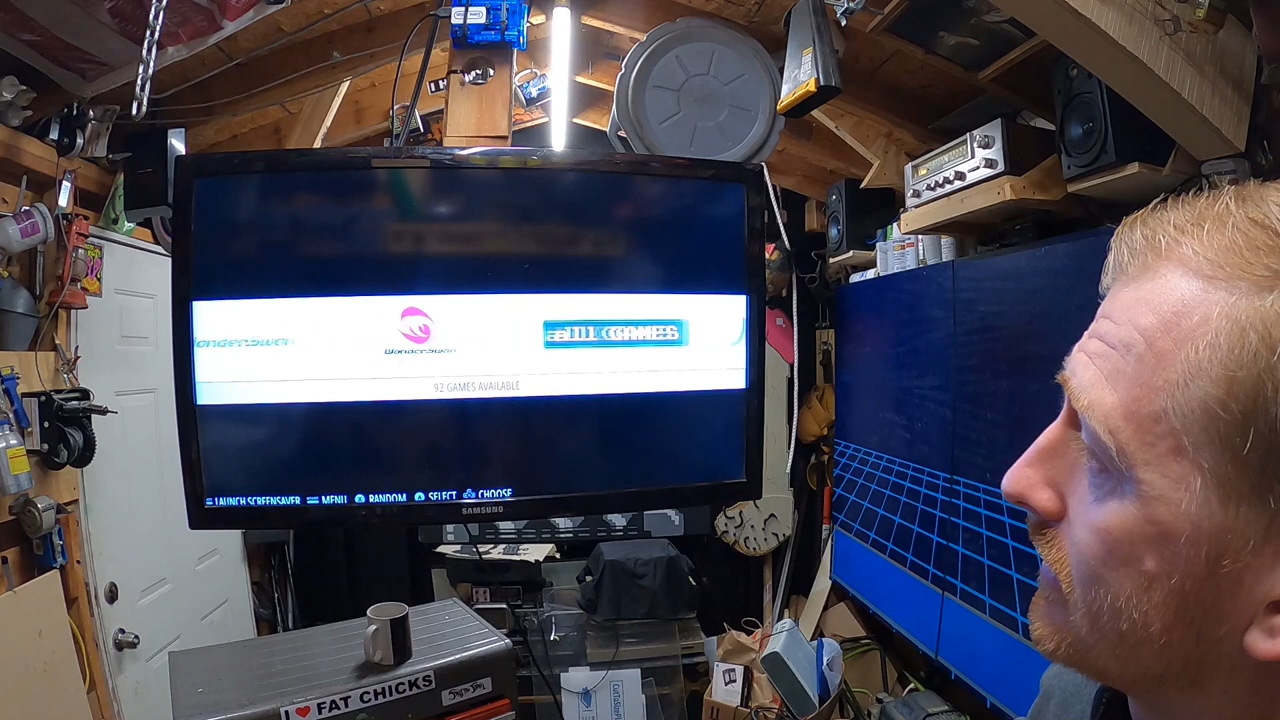 WonderSwan
WonderSwan
ALL GAMES
92 GAMES AVAILABLE
LAUNCH SCREENSAVER MENU RANDOM SELECT CHOOSE
SAMSUNG
I ❤ FAT CHICKS